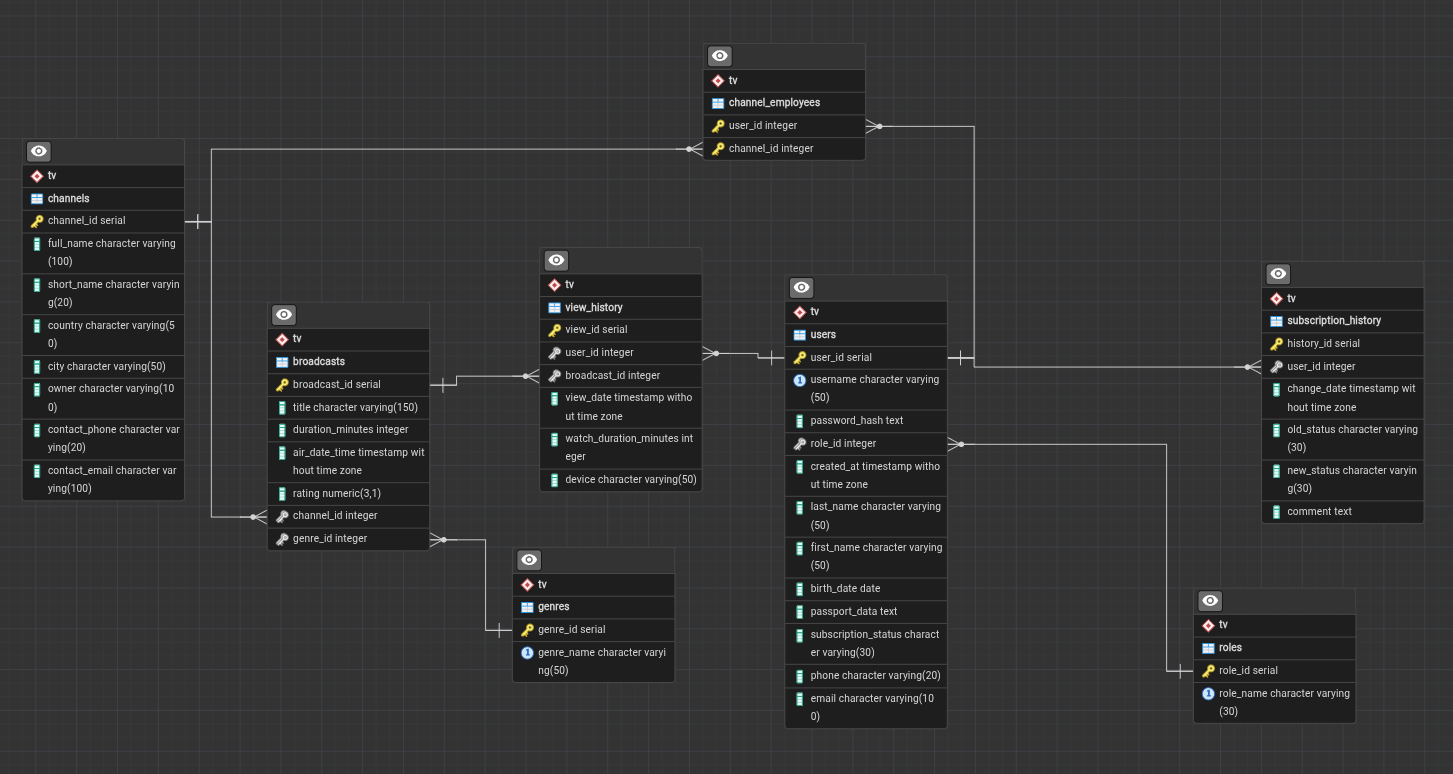 tv
channel_employees
user_id integer
channel_id integer
tv
channels
channel_id serial
full_name character varying
(100)
short_name character varyin
g(20)
country character varying(5
0)
city character varying(50)
owner character varying(10
0)
contact_phone character var
ying(20)
contact_email character var
ying(100)
tv
broadcasts
broadcast_id serial
title character varying(150)
duration_minutes integer
air_date_time timestamp wit
hout time zone
rating numeric(3,1)
channel_id integer
genre_id integer
tv
view_history
view_id serial
user_id integer
broadcast_id integer
view_date timestamp witho
ut time zone
watch_duration_minutes int
eger
device character varying(50)
tv
genres
genre_id serial
1 genre_name character varyi
ng(50)
tv
users
user_id serial
1 username character varying
(50)
password_hash text
role_id integer
created_at timestamp witho
ut time zone
last_name character varying
(50)
first_name character varying
(50)
birth_date date
passport_data text
subscription_status charact
er varying(30)
phone character varying(20)
email character varying(10
0)
tv
subscription_history
history_id serial
user_id integer
change_date timestamp wit
hout time zone
old_status character varying
(30)
new_status character varyin
g(30)
comment text
tv
roles
role_id serial
1 role_name character varying
(30)